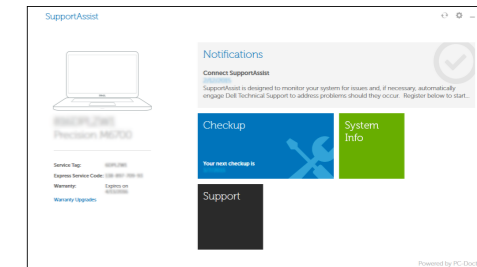 SupportAssist
Notifications
Connect SupportAssist
SupportAssist is designed to monitor your system for issues and, if necessary, automatically
engage Dell Technical Support to address problems should they occur. Register below to start...
Precision M6700
Checkup
Your next checkup is
System
Info
Service Tag:
Express Service Code:
Warranty:
Expires on
Warranty Upgrades
Support
Powered by PC-Doct